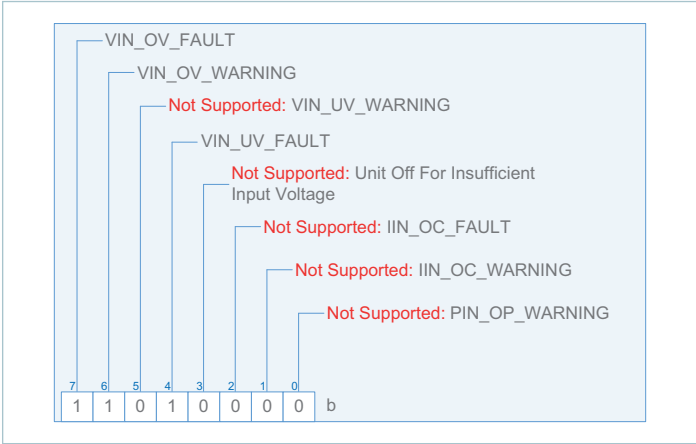 VIN_OV_FAULT
VIN_OV_WARNING
Not Supported: VIN_UV_WARNING
VIN_UV_FAULT
Not Supported: Unit Off For Insufficient
Input Voltage
Not Supported: IIN_OC_FAULT
Not Supported: IIN_OC_WARNING
Not Supported: PIN_OP_WARNING
7 6 5 4 3 2 1 0
1 1 0 1 0 0 0 0 b